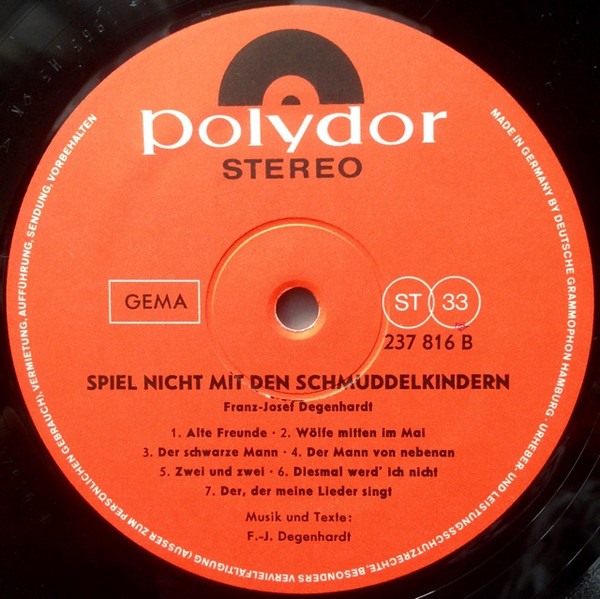 polydor
STEREO
GEMA
ST 33
237 816 B
SPIEL NICHT MIT DEN SCHMUDDELKINDERN
Franz-Josef Degenhardt
1. Alte Freunde · 2. Wölfe mitten im Mai
3. Der schwarze Mann · 4. Der Mann von nebenan
5. Zwei und zwei · 6. Diesmal werd' ich nicht
7. Der, der meine Lieder singt
Musik und Texte:
F.-J. Degenhardt
MADE IN GERMANY BY DEUTSCHE GRAMMOPHON HAMBURG · URHEBER- UND LEISTUNGSSCHUTZRECHTE, BESONDERS VERVIELFÄLTIGUNG (AUSSER ZUM PERSÖNLICHEN GEBRAUCH), VERMIETUNG, AUFFÜHRUNG, SENDUNG, VORBEHALTEN